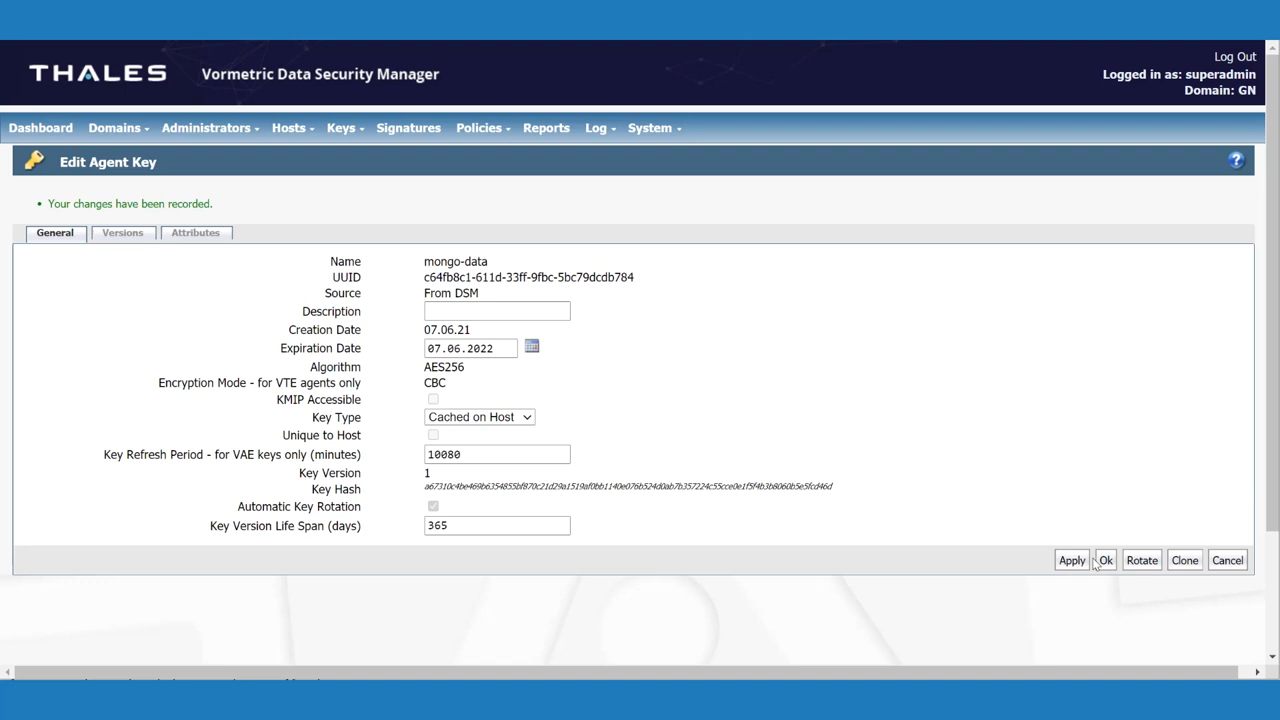 THALES Vormetric Data Security Manager
Log Out
Logged in as: superadmin
Domain: GN
Dashboard Domains Administrators Hosts Keys Signatures Policies Reports Log System
Edit Agent Key ?
Your changes have been recorded.
General Versions Attributes
Name mongo-data
UUID c64fb8c1-611d-33ff-9fbc-5bc79dcdb784
Source From DSM
Description
Creation Date 07.06.21
Expiration Date 07.06.2022
Algorithm AES256
Encryption Mode - for VTE agents only CBC
KMIP Accessible
Key Type Cached on Host
Unique to Host
Key Refresh Period - for VAE keys only (minutes) 10080
Key Version 1
Key Hash
Automatic Key Rotation
Key Version Life Span (days) 365
Apply Ok Rotate Clone Cancel